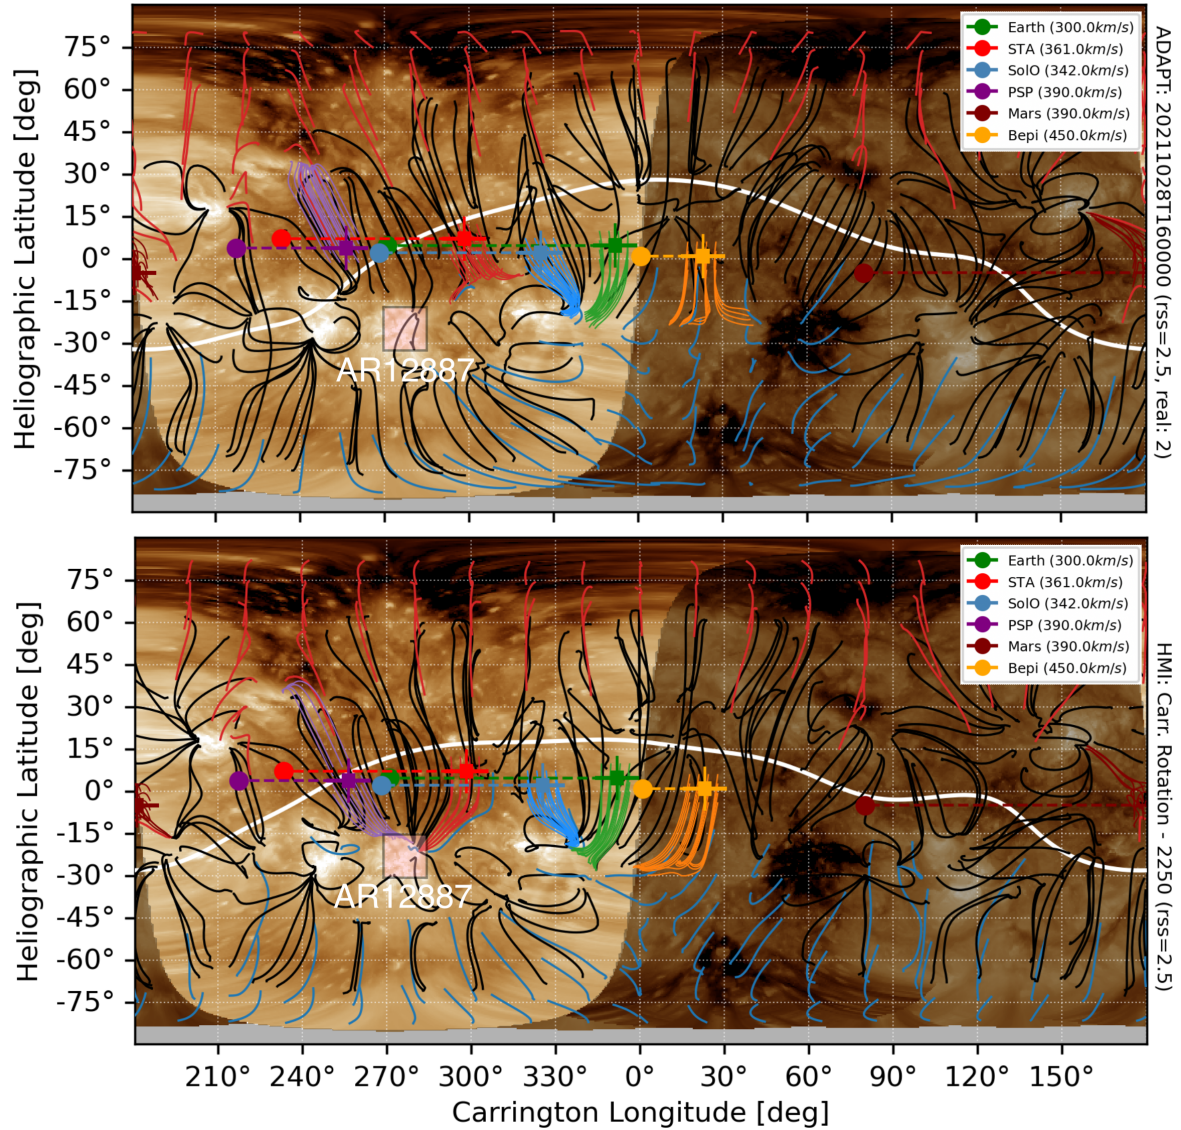 Earth (300.0km/s)
STA (361.0km/s)
SolO (342.0km/s)
PSP (390.0km/s)
Mars (390.0km/s)
Bepi (450.0km/s)
75°
60°
45°
30°
15°
0°
-15°
-30°
-45°
-60°
-75°
Heliographic Latitude [deg]
AR12887
ADAPT: 20211028T160000 (rss=2.5, real: 2)
Earth (300.0km/s)
STA (361.0km/s)
SolO (342.0km/s)
PSP (390.0km/s)
Mars (390.0km/s)
Bepi (450.0km/s)
75°
60°
45°
30°
15°
0°
-15°
-30°
-45°
-60°
-75°
Heliographic Latitude [deg]
AR12887
HMI: Carr. Rotation - 2250 (rss=2.5)
210° 240° 270° 300° 330° 0° 30° 60° 90° 120° 150°
Carrington Longitude [deg]